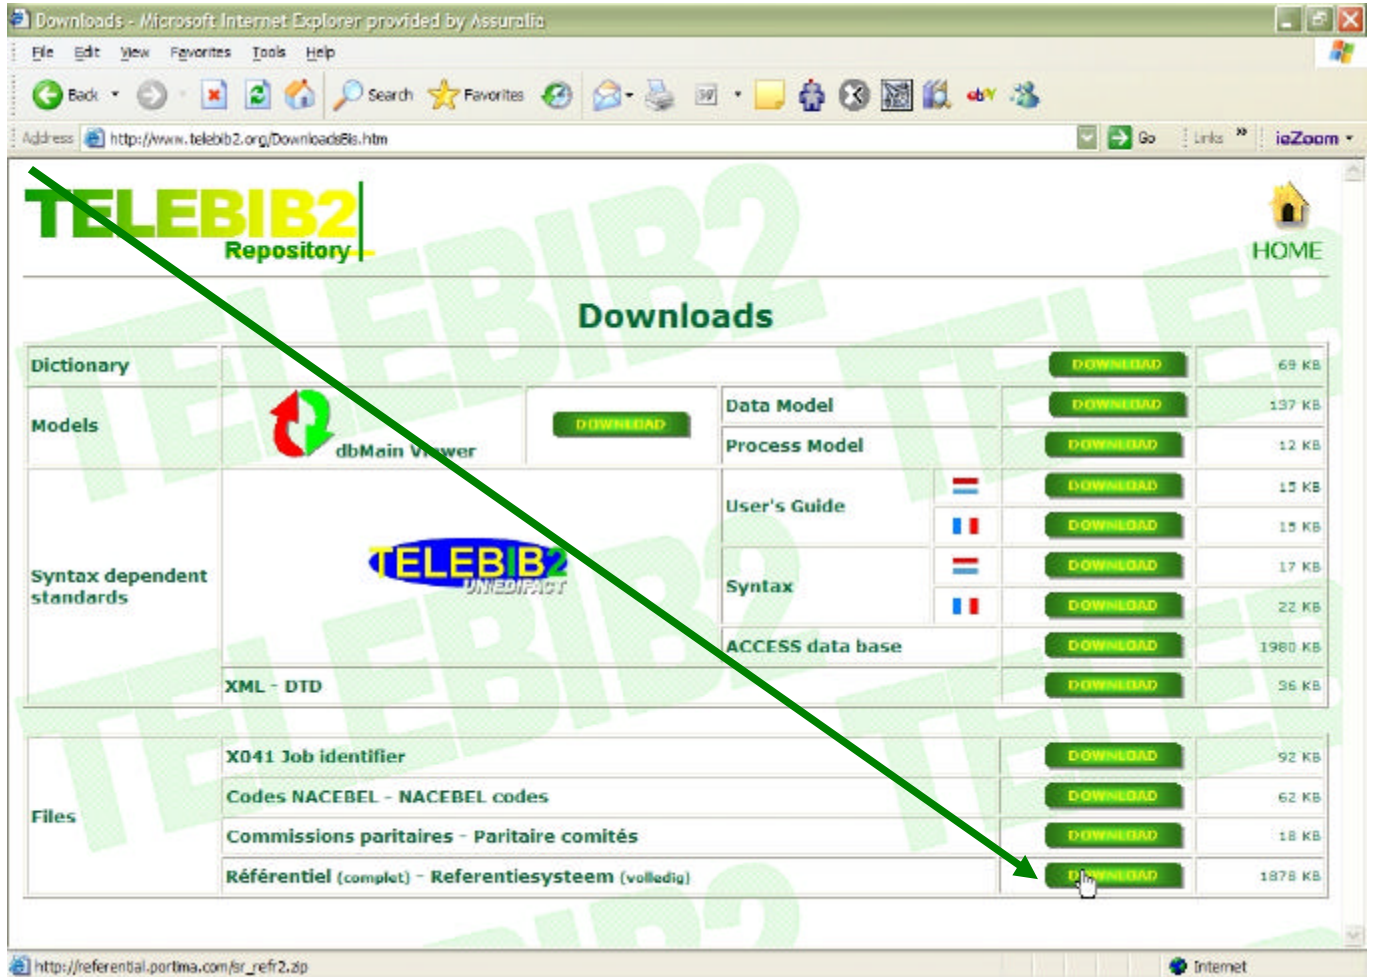 Downloads - Microsoft Internet Explorer provided by Assuralia
File Edit View Favorites Tools Help
Back Search Favorites
Address http://www.telebib2.org/DownloadsBis.htm Go Links » ieZoom
TELEBIB2
Repository
HOME
Downloads
Dictionary DOWNLOAD 69 KB
Models dbMain Viewer DOWNLOAD Data Model DOWNLOAD 137 KB
Process Model DOWNLOAD 12 KB
Syntax dependent standards TELEBIB2 UN/EDIFACT User's Guide DOWNLOAD 15 KB
DOWNLOAD 15 KB
Syntax DOWNLOAD 17 KB
DOWNLOAD 22 KB
ACCESS data base DOWNLOAD 1980 KB
XML - DTD DOWNLOAD 36 KB
Files X041 Job identifier DOWNLOAD 92 KB
Codes NACEBEL - NACEBEL codes DOWNLOAD 62 KB
Commissions paritaires - Paritaire comités DOWNLOAD 18 KB
Référentiel (complet) - Referentiesysteem (volledig) DOWNLOAD 1878 KB
http://referential.portima.com/sr_refr2.zip Internet